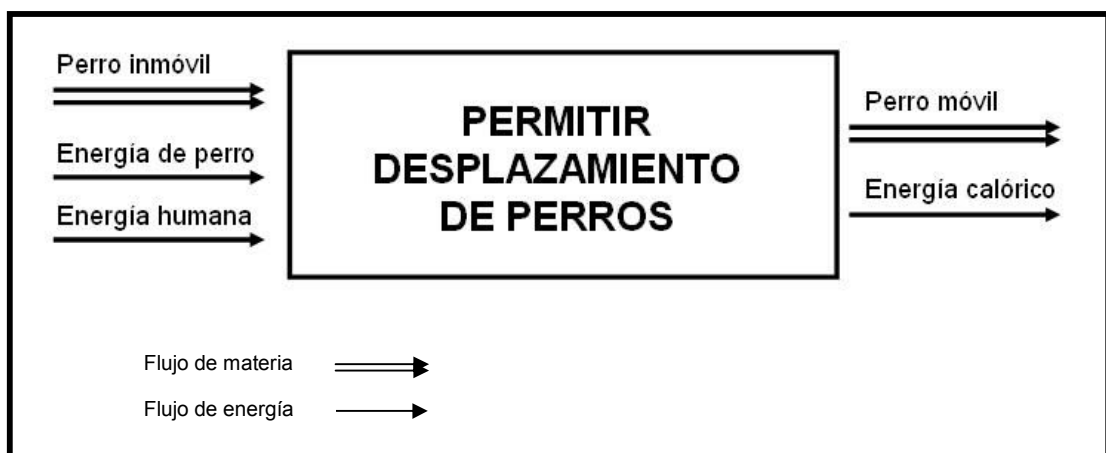 Perro inmóvil
Energía de perro
Energía humana
PERMITIR
DESPLAZAMIENTO
DE PERROS
Perro móvil
Energía calórico
Flujo de materia
Flujo de energía